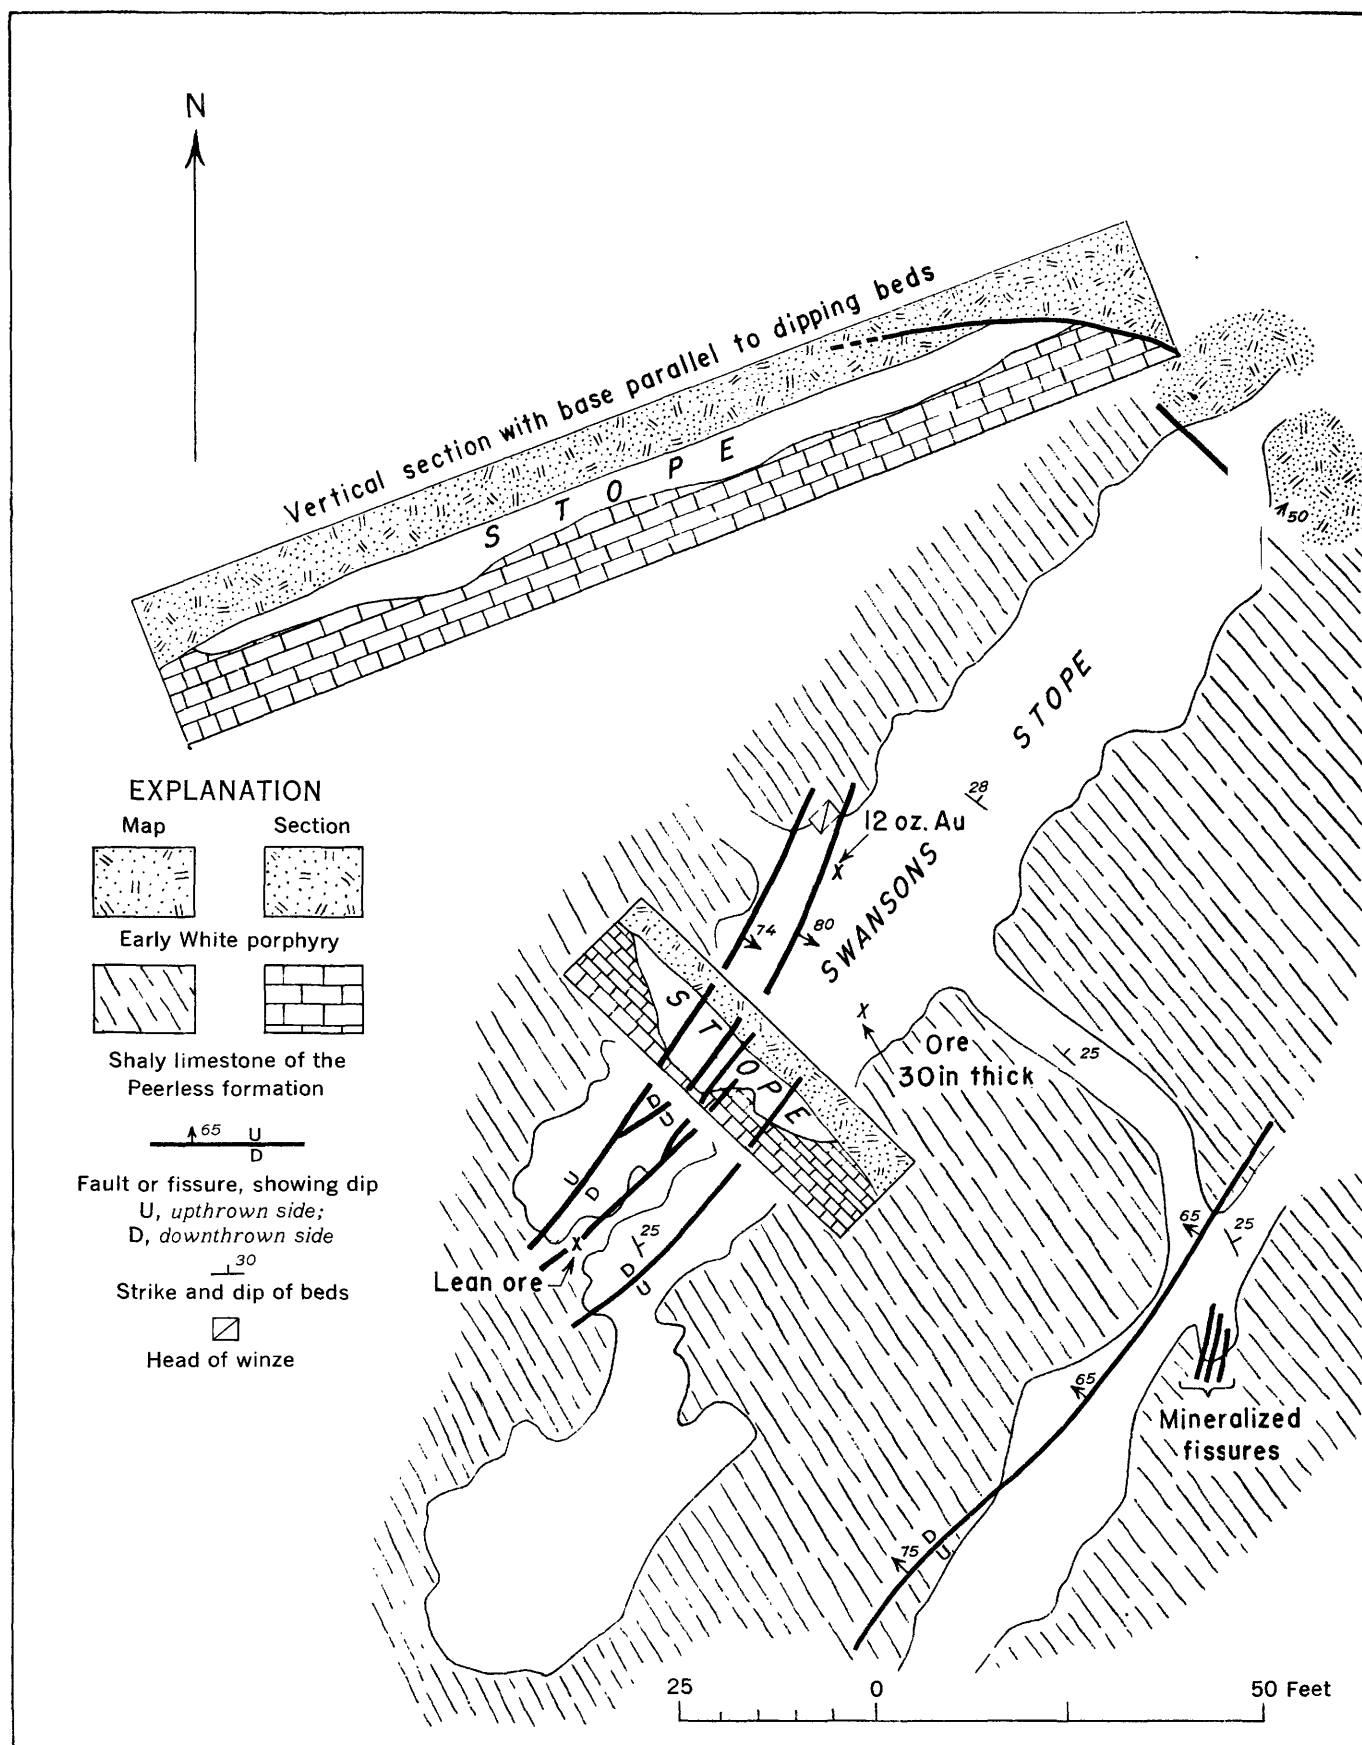 N
Vertical section with base parallel to dipping beds
STOPE
50
EXPLANATION
Map Section
Early White porphyry
Shaly limestone of the
Peerless formation
65 U
D
Fault or fissure, showing dip
U, upthrown side;
D, downthrown side
30
Strike and dip of beds
Head of winze
SWANSONS STOPE
28
12 oz. Au
X
74
80
STOPE
X
Ore
30 in thick
25
D
U
U
D
X
Lean ore
25
D
U
65
25
65
Mineralized
fissures
75
D
U
25 0 50 Feet